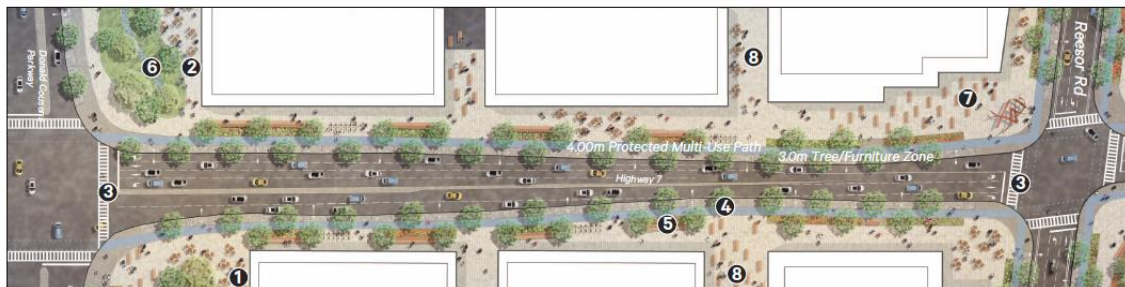 Donald Cousens
Parkway
6
2
8
7
Reesor Rd
4.00m Protected Multi-Use Path
3.0m Tree/Furniture Zone
3
Highway 7
3
4
5
1
8